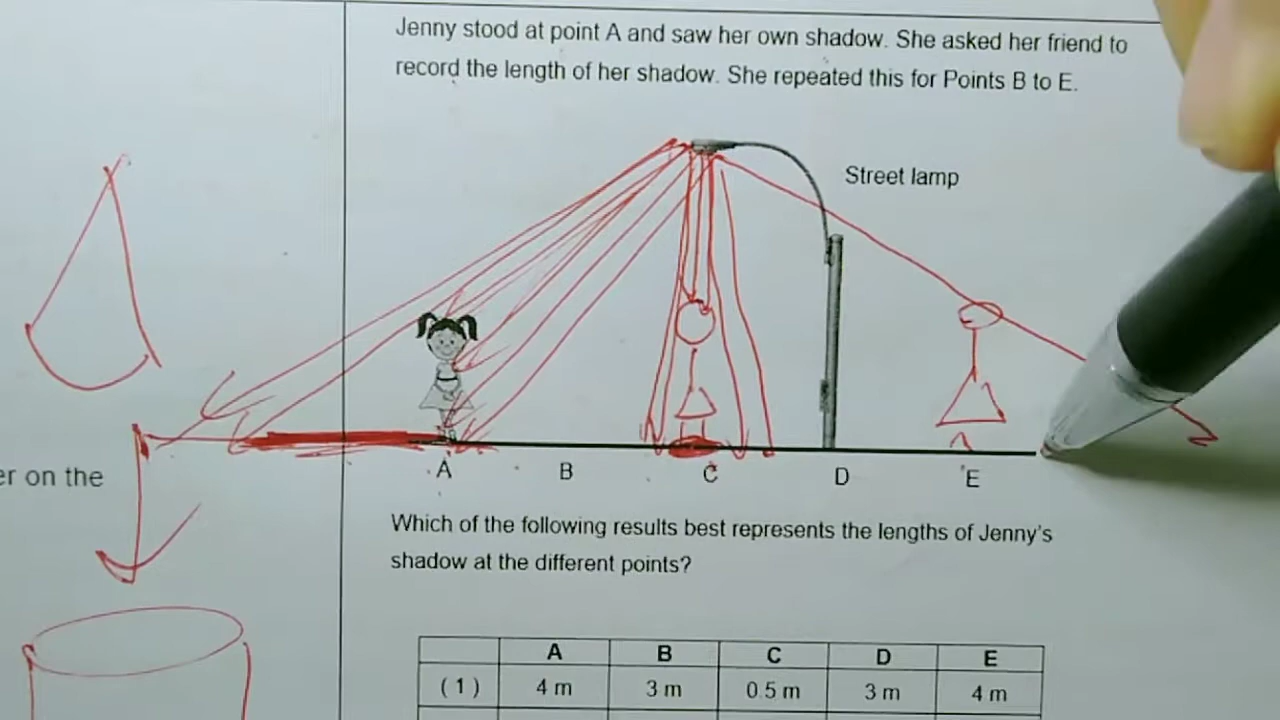 Jenny stood at point A and saw her own shadow. She asked her friend to
record the length of her shadow. She repeated this for Points B to E.
Street lamp
er on the
A B C D E
Which of the following results best represents the lengths of Jenny's
shadow at the different points?
A B C D E
(1) 4 m 3 m 0.5 m 3 m 4 m